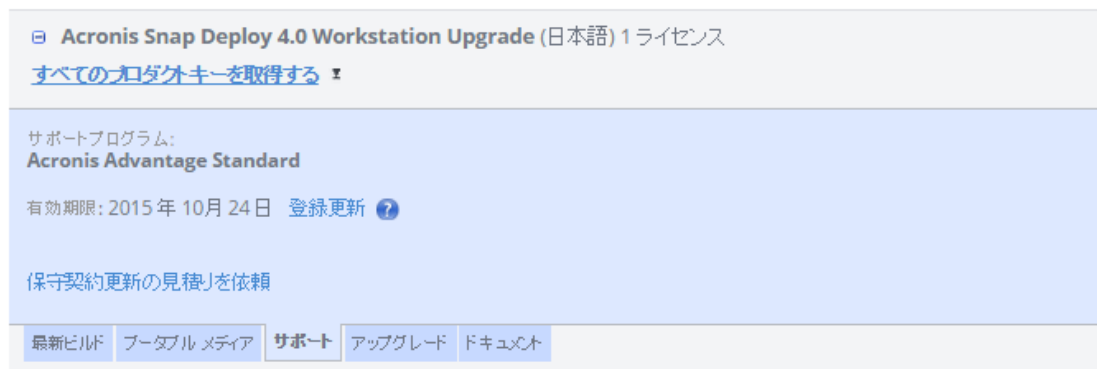 Acronis Snap Deploy 4.0 Workstation Upgrade (日本語) 1 ライセンス
すべてのプロダクトキーを取得する
サポートプログラム:
Acronis Advantage Standard
有効期限: 2015 年 10月 24日 登録更新 ?
保守契約更新の見積りを依頼
最新ビルド ブータブル メディア サポート アップグレード ドキュメント